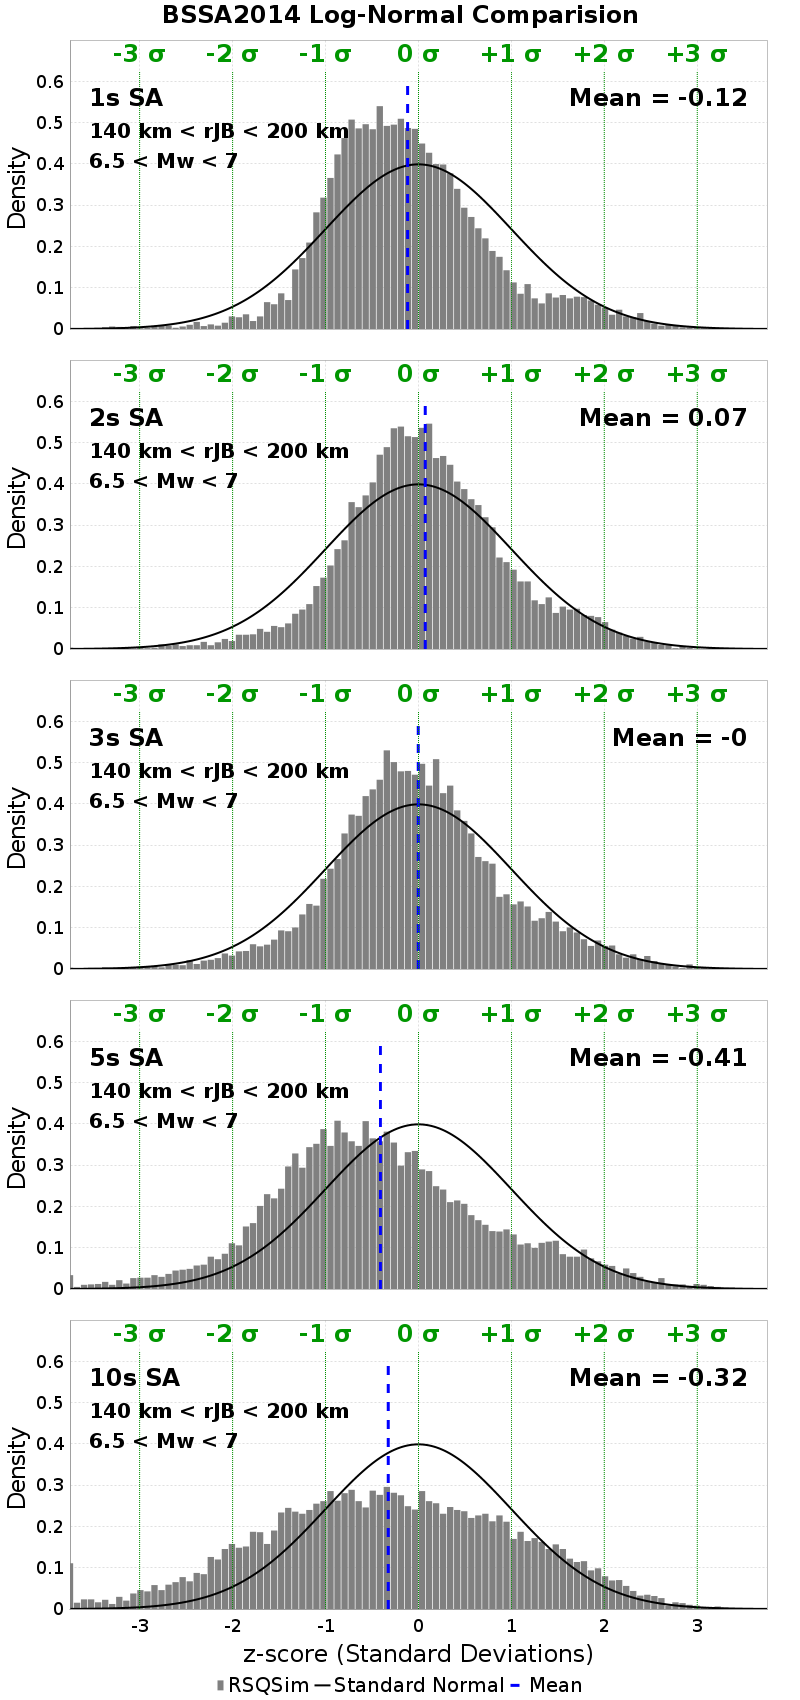 BSSA2014 Log-Normal Comparision
-3 σ -2 σ -1 σ 0 σ +1 σ +2 σ +3 σ
1s SA Mean = -0.12
140 km < rJB < 200 km
6.5 < Mw < 7
Density
0.6
0.5
0.4
0.3
0.2
0.1
0
-3 σ -2 σ -1 σ 0 σ +1 σ +2 σ +3 σ
2s SA Mean = 0.07
140 km < rJB < 200 km
6.5 < Mw < 7
Density
0.6
0.5
0.4
0.3
0.2
0.1
0
-3 σ -2 σ -1 σ 0 σ +1 σ +2 σ +3 σ
3s SA Mean = -0
140 km < rJB < 200 km
6.5 < Mw < 7
Density
0.6
0.5
0.4
0.3
0.2
0.1
0
-3 σ -2 σ -1 σ 0 σ +1 σ +2 σ +3 σ
5s SA Mean = -0.41
140 km < rJB < 200 km
6.5 < Mw < 7
Density
0.6
0.5
0.4
0.3
0.2
0.1
0
-3 σ -2 σ -1 σ 0 σ +1 σ +2 σ +3 σ
10s SA Mean = -0.32
140 km < rJB < 200 km
6.5 < Mw < 7
Density
0.6
0.5
0.4
0.3
0.2
0.1
0
-3 -2 -1 0 1 2 3
z-score (Standard Deviations)
RSQSim Standard Normal Mean